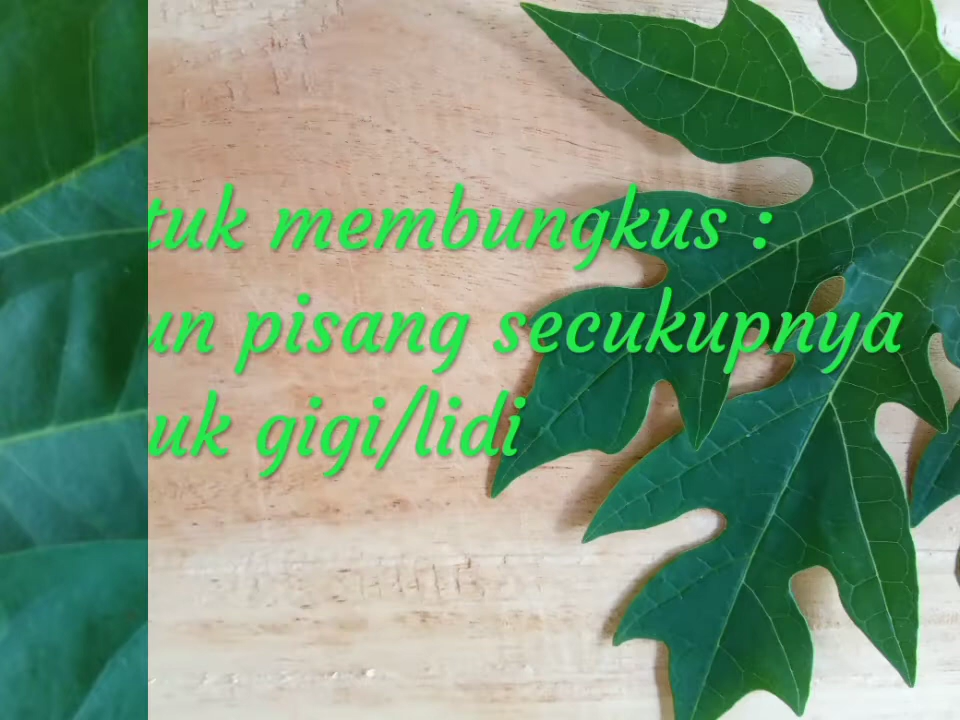 tuk membungkus :
un pisang secukupnya
uk gigi/lidi